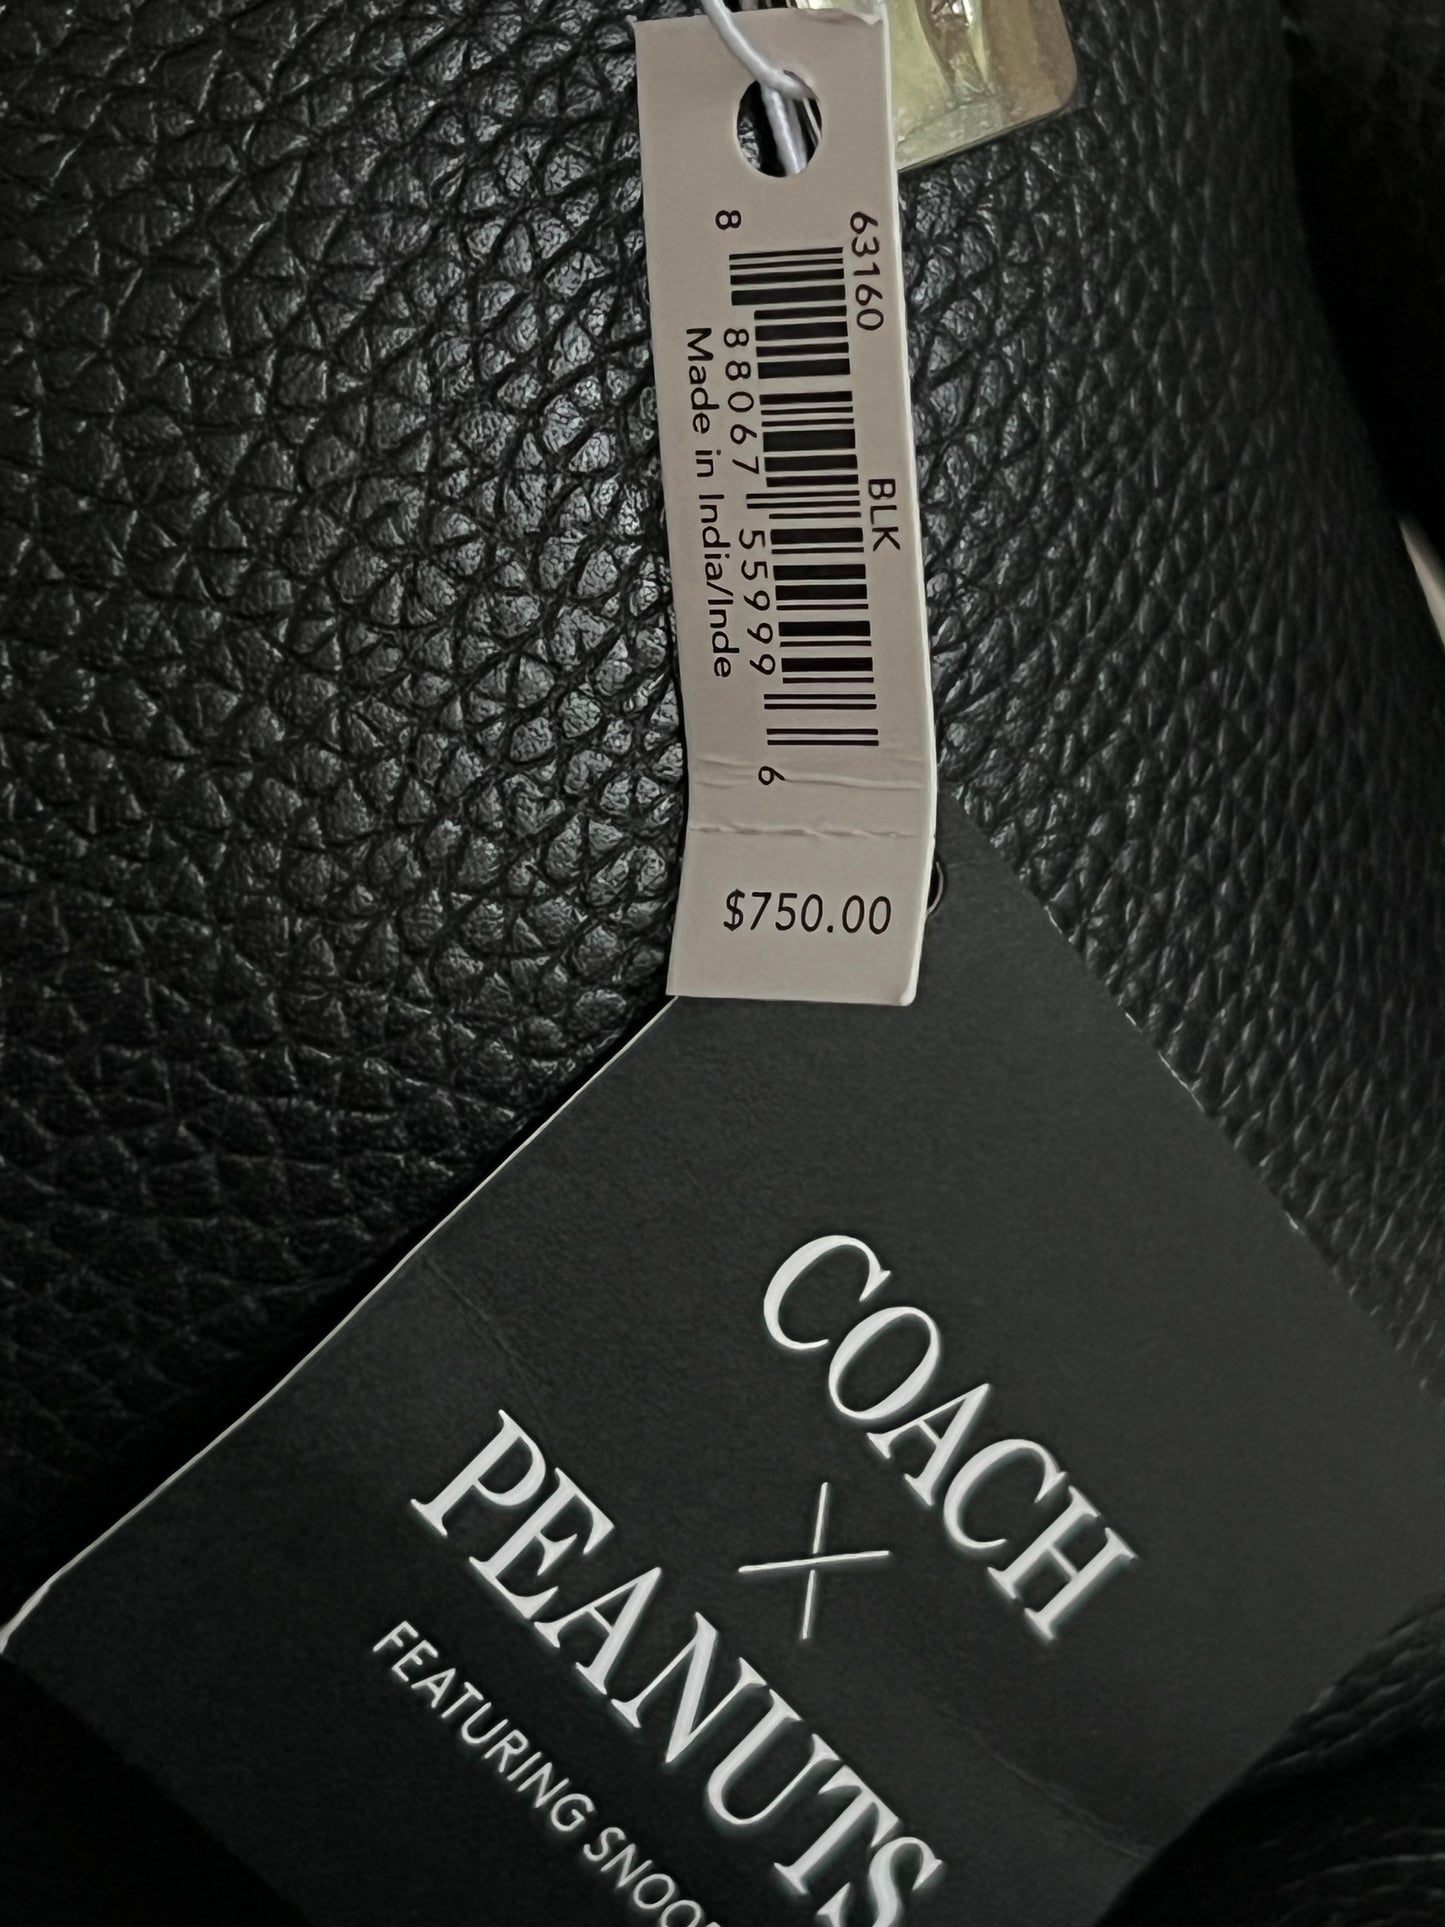 63160 BLK
8 88067 55999 6
Made in India/Inde
$750.00
COACH
X
PEANUTS
FEATURING